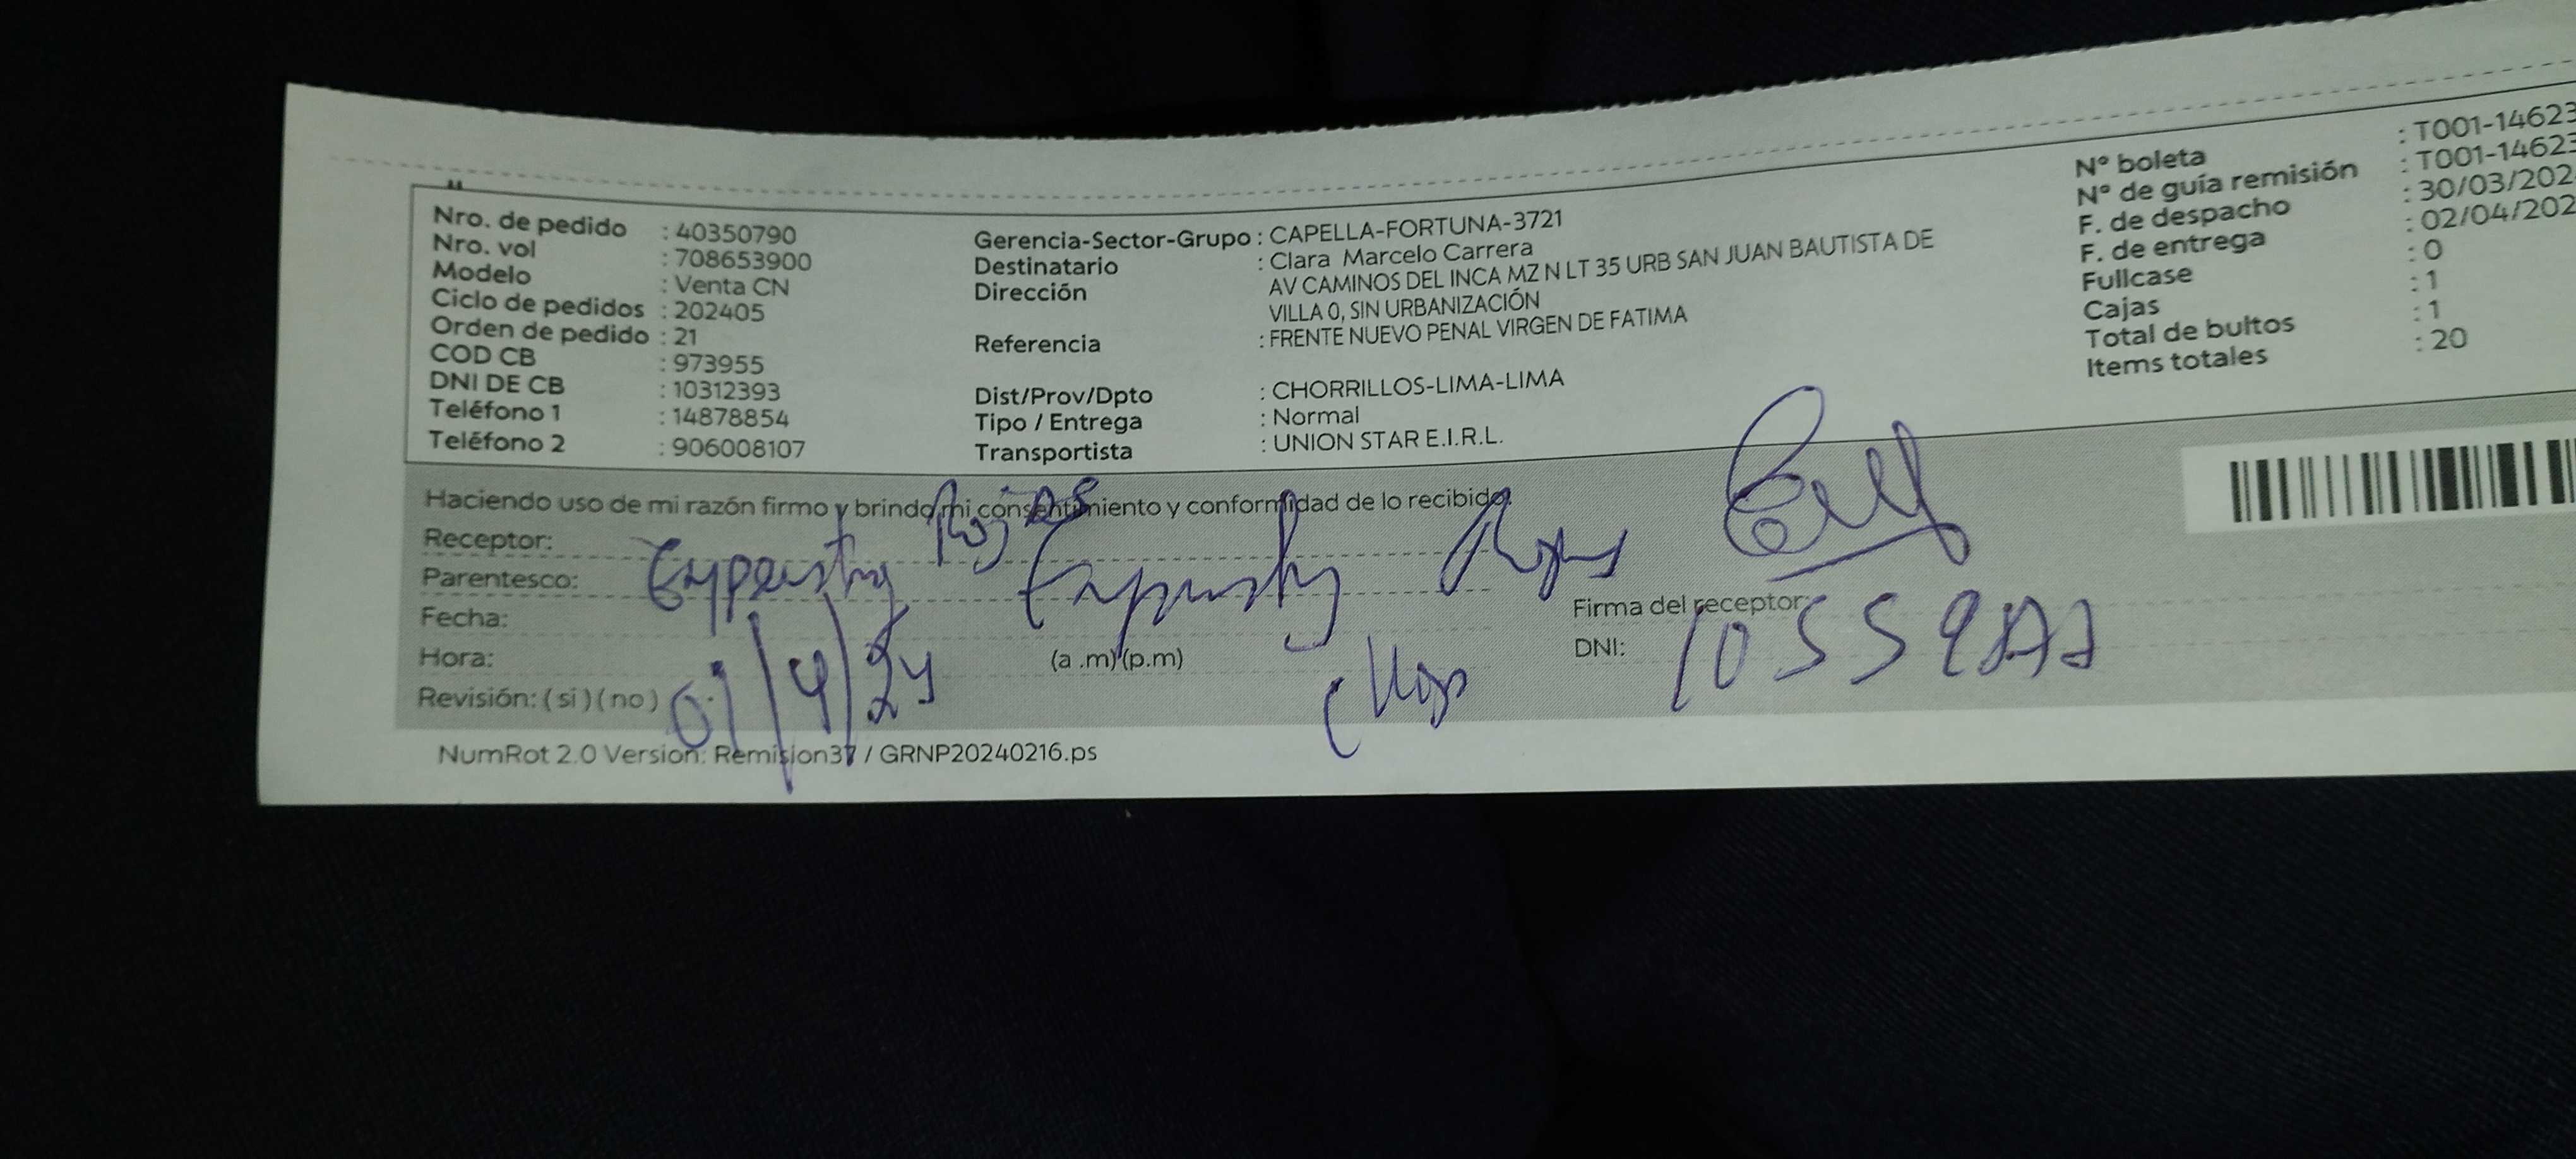 Nro. de pedido : 40350790
Nro. vol : 708653900
Modelo : Venta CN
Ciclo de pedidos : 202405
Orden de pedido : 21
COD CB : 973955
DNI DE CB : 10312393
Teléfono 1 : 14878854
Teléfono 2 : 906008107
Gerencia-Sector-Grupo : CAPELLA-FORTUNA-3721
Destinatario : Clara Marcelo Carrera
Dirección AV CAMINOS DEL INCA MZ N LT 35 URB SAN JUAN BAUTISTA DE
VILLA 0, SIN URBANIZACIÓN
Referencia : FRENTE NUEVO PENAL VIRGEN DE FATIMA
Dist/Prov/Dpto : CHORRILLOS-LIMA-LIMA
Tipo / Entrega : Normal
Transportista : UNION STAR E.I.R.L.
N° boleta : T001-14623
N° de guía remisión : T001-14623
F. de despacho : 30/03/202
F. de entrega : 02/04/202
Fullcase : 0
Cajas : 1
Total de bultos : 1
Items totales : 20
Haciendo uso de mi razón firmo y brindo mi consentimiento y conformidad de lo recibido.
Receptor: Rojas
Parentesco:
Fecha:
Hora: (a .m) (p.m)
Revisión: ( si ) ( no ) 01/4/24
Firma del receptor:
DNI:
NumRot 2.0 Version: Remision37 / GRNP20240216.ps